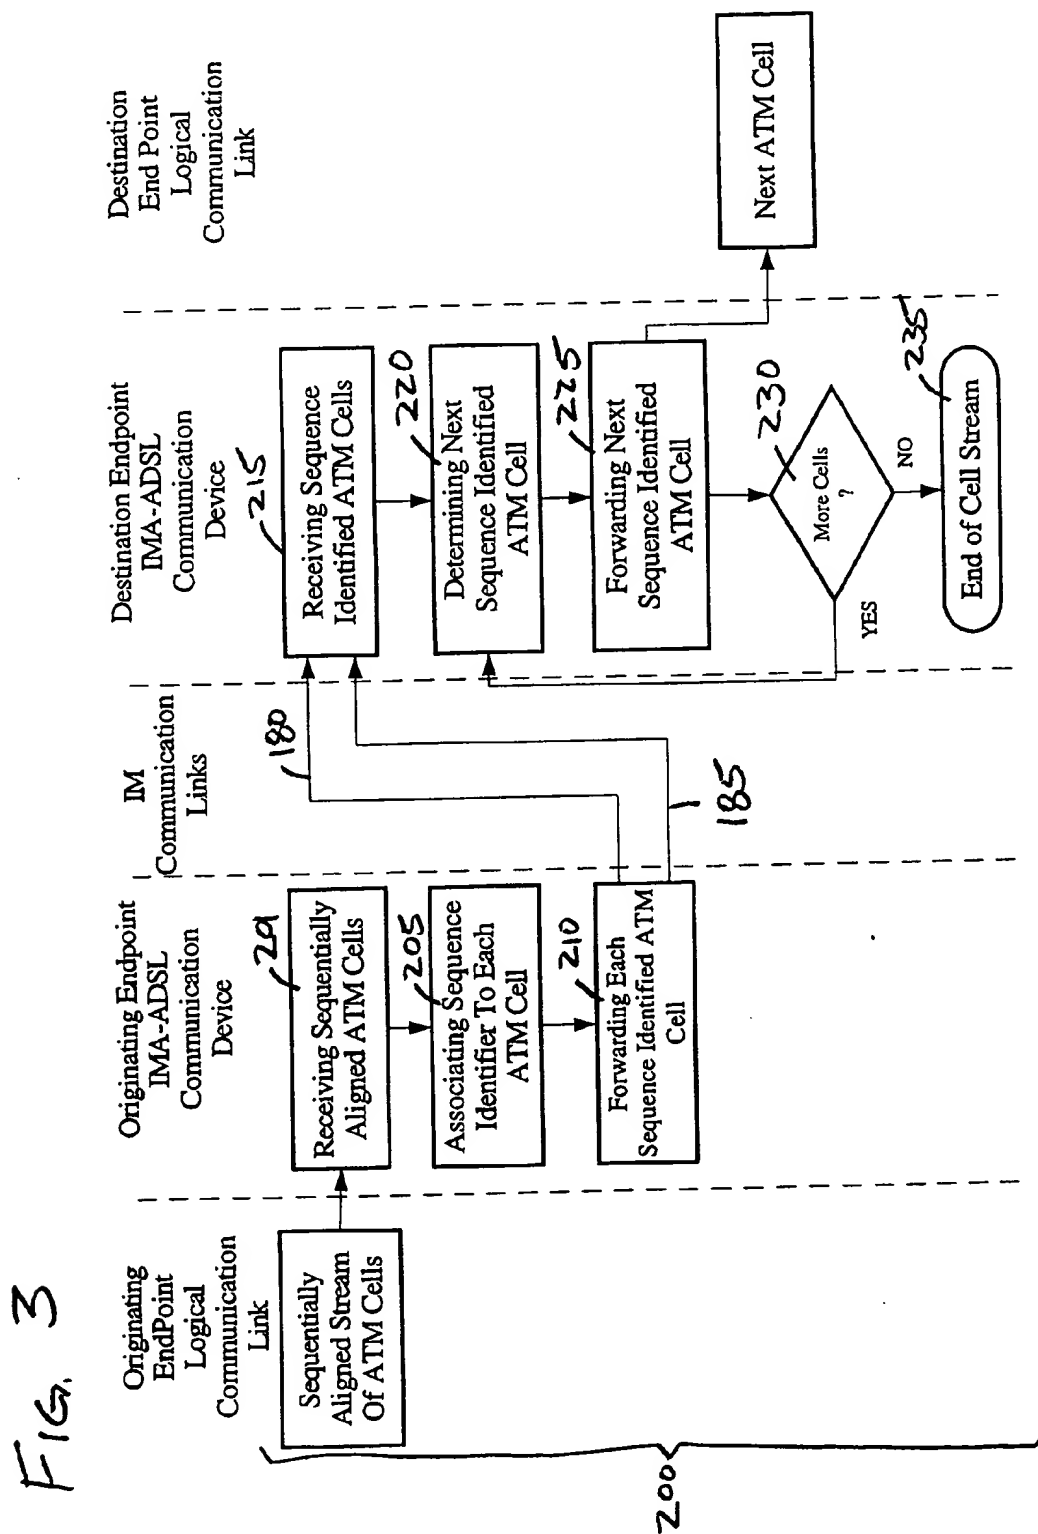 FIG. 3
Originating
EndPoint
Logical
Communication
Link
Originating Endpoint
IMA-ADSL
Communication
Device
IM
Communication
Links
Destination Endpoint
IMA-ADSL
Communication
Device
Destination
End Point
Logical
Communication
Link
Sequentially
Aligned Stream
Of ATM Cells
201
Receiving Sequentially
Aligned ATM Cells
205
Associating Sequence
Identifier To Each
ATM Cell
210
Forwarding Each
Sequence Identified ATM
Cell
180
185
215
Receiving Sequence
Identified ATM Cells
220
Determining Next
Sequence Identified
ATM Cell
225
Forwarding Next
Sequence Identified
ATM Cell
Next ATM Cell
230
More Cells
?
YES
NO
235
End of Cell Stream
200